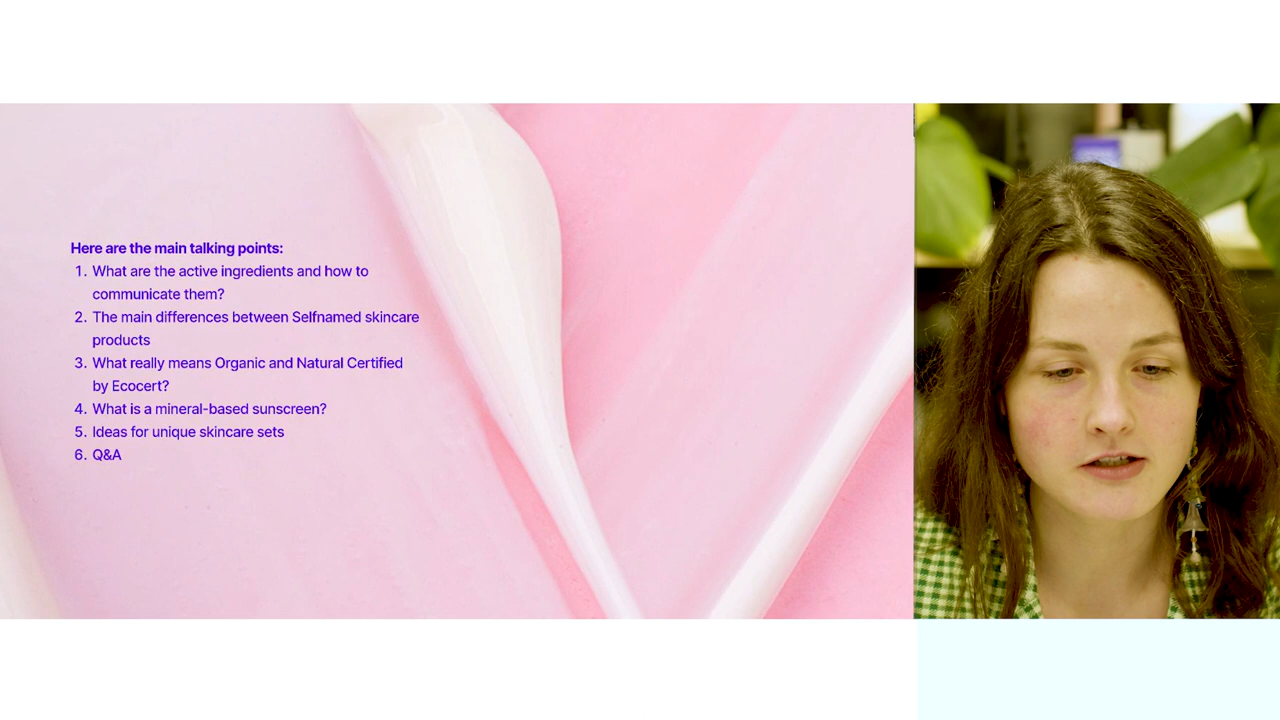 Here are the main talking points:
1. What are the active ingredients and how to
communicate them?
2. The main differences between Selfnamed skincare
products
3. What really means Organic and Natural Certified
by Ecocert?
4. What is a mineral-based sunscreen?
5. Ideas for unique skincare sets
6. Q&A